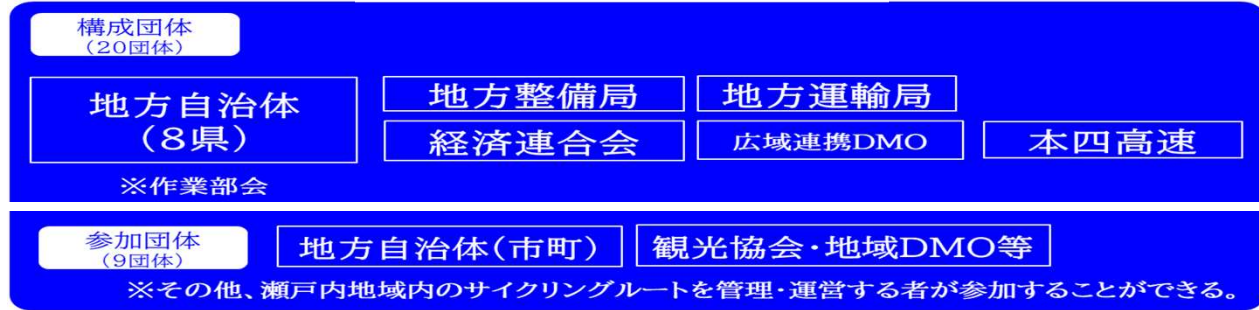 構成団体
(20団体)
地方自治体
(8県)
地方整備局
地方運輸局
経済連合会
広域連携DMO
本四高速
※作業部会
参加団体
(9団体)
地方自治体(市町)
観光協会・地域DMO等
※その他、瀬戸内地域内のサイクリングルートを管理・運営する者が参加することができる。